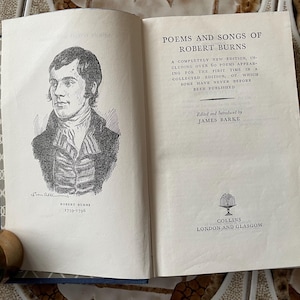 ROBERT BURNS
1759-1796
POEMS AND SONGS OF
ROBERT BURNS
A COMPLETELY NEW EDITION, IN-
CLUDING OVER 60 POEMS APPEAR-
ING FOR THE FIRST TIME IN A
COLLECTED EDITION, OF WHICH
SOME HAVE NEVER BEFORE
BEEN PUBLISHED
Edited and Introduced by
JAMES BARKE
COLLINS
LONDON AND GLASGOW